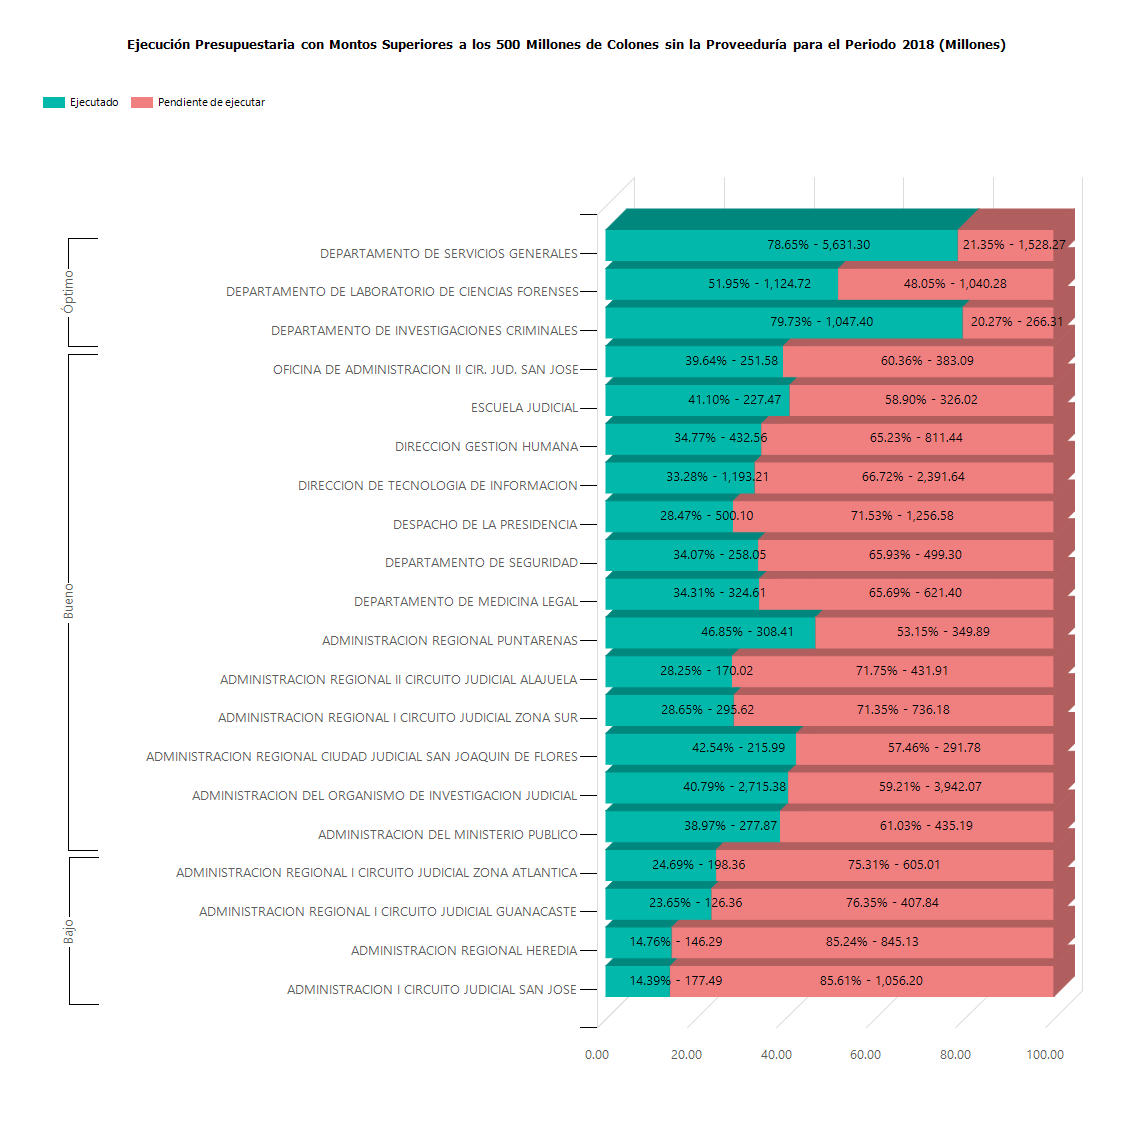 Ejecución Presupuestaria con Montos Superiores a los 500 Millones de Colones sin la Proveeduría para el Periodo 2018 (Millones)
Ejecutado
Pendiente de ejecutar
Óptimo
DEPARTAMENTO DE SERVICIOS GENERALES 78.65% - 5,631.30 21.35% - 1,528.27
DEPARTAMENTO DE LABORATORIO DE CIENCIAS FORENSES 51.95% - 1,124.72 48.05% - 1,040.28
DEPARTAMENTO DE INVESTIGACIONES CRIMINALES 79.73% - 1,047.40 20.27% - 266.31
Bueno
OFICINA DE ADMINISTRACION II CIR. JUD. SAN JOSE 39.64% - 251.58 60.36% - 383.09
ESCUELA JUDICIAL 41.10% - 227.47 58.90% - 326.02
DIRECCION GESTION HUMANA 34.77% - 432.56 65.23% - 811.44
DIRECCION DE TECNOLOGIA DE INFORMACION 33.28% - 1,193.21 66.72% - 2,391.64
DESPACHO DE LA PRESIDENCIA 28.47% - 500.10 71.53% - 1,256.58
DEPARTAMENTO DE SEGURIDAD 34.07% - 258.05 65.93% - 499.30
DEPARTAMENTO DE MEDICINA LEGAL 34.31% - 324.61 65.69% - 621.40
ADMINISTRACION REGIONAL PUNTARENAS 46.85% - 308.41 53.15% - 349.89
ADMINISTRACION REGIONAL II CIRCUITO JUDICIAL ALAJUELA 28.25% - 170.02 71.75% - 431.91
ADMINISTRACION REGIONAL I CIRCUITO JUDICIAL ZONA SUR 28.65% - 295.62 71.35% - 736.18
ADMINISTRACION REGIONAL CIUDAD JUDICIAL SAN JOAQUIN DE FLORES 42.54% - 215.99 57.46% - 291.78
ADMINISTRACION DEL ORGANISMO DE INVESTIGACION JUDICIAL 40.79% - 2,715.38 59.21% - 3,942.07
ADMINISTRACION DEL MINISTERIO PUBLICO 38.97% - 277.87 61.03% - 435.19
Bajo
ADMINISTRACION REGIONAL I CIRCUITO JUDICIAL ZONA ATLANTICA 24.69% - 198.36 75.31% - 605.01
ADMINISTRACION REGIONAL I CIRCUITO JUDICIAL GUANACASTE 23.65% - 126.36 76.35% - 407.84
ADMINISTRACION REGIONAL HEREDIA 14.76% - 146.29 85.24% - 845.13
ADMINISTRACION I CIRCUITO JUDICIAL SAN JOSE 14.39% - 177.49 85.61% - 1,056.20
0.00 20.00 40.00 60.00 80.00 100.00